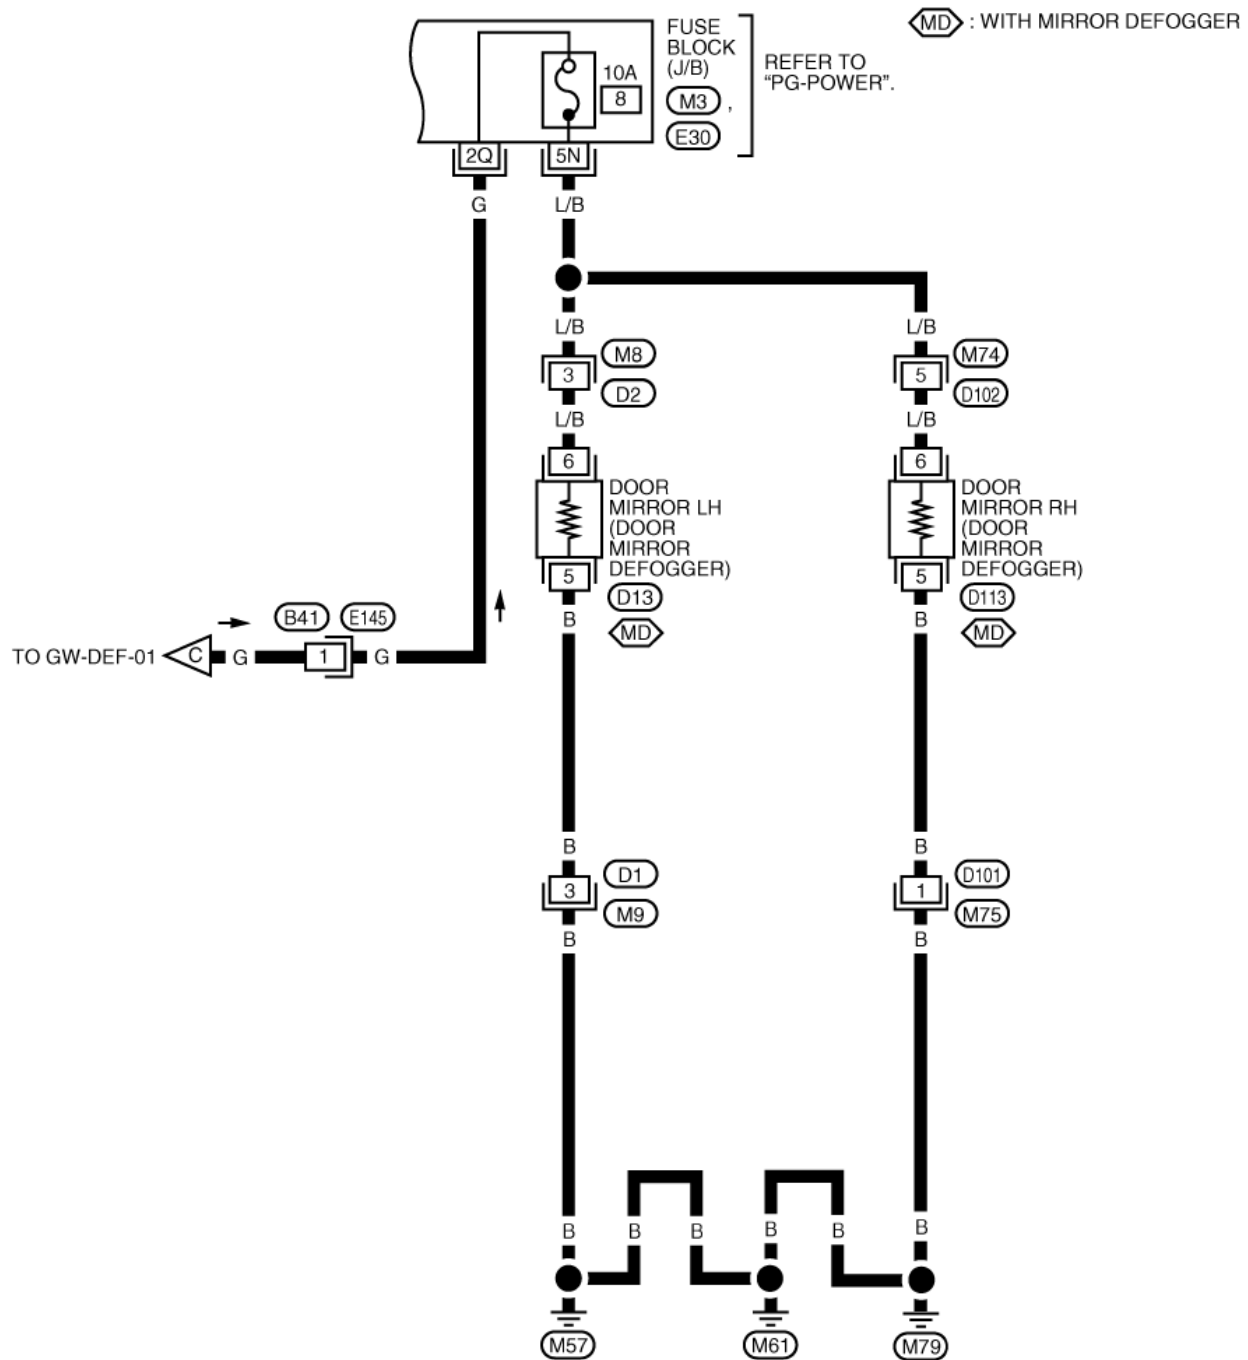 MD : WITH MIRROR DEFOGGER
FUSE
BLOCK
(J/B)
M3 ,
E30
REFER TO
“PG-POWER”.
10A
8
2Q
5N
G
L/B
L/B
L/B
3
M8
D2
5
M74
D102
L/B
L/B
6
6
DOOR
MIRROR LH
(DOOR
MIRROR
DEFOGGER)
DOOR
MIRROR RH
(DOOR
MIRROR
DEFOGGER)
5
D13
MD
5
D113
MD
B
B
TO GW-DEF-01
C
G
B41
E145
1
G
B
B
3
D1
M9
1
D101
M75
B
B
B
B
B
B
B
B
M57
M61
M79